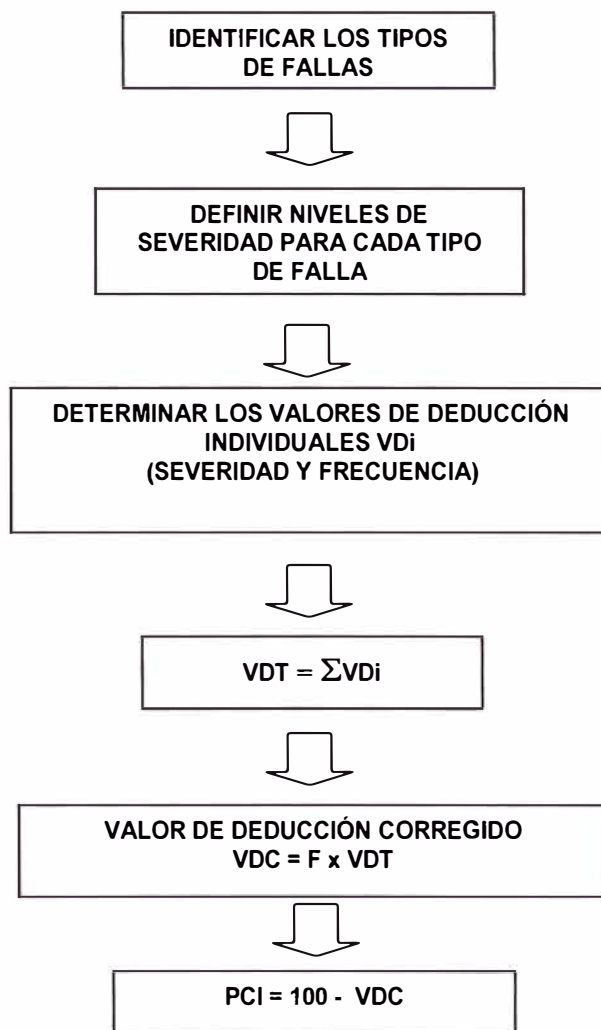 IDENTIFICAR LOS TIPOS
DE FALLAS
DEFINIR NIVELES DE
SEVERIDAD PARA CADA TIPO
DE FALLA
DETERMINAR LOS VALORES DE DEDUCCIÓN
INDIVIDUALES VDi
(SEVERIDAD Y FRECUENCIA)
VDT = ΣVDi
VALOR DE DEDUCCIÓN CORREGIDO
VDC = F x VDT
PCI = 100 - VDC